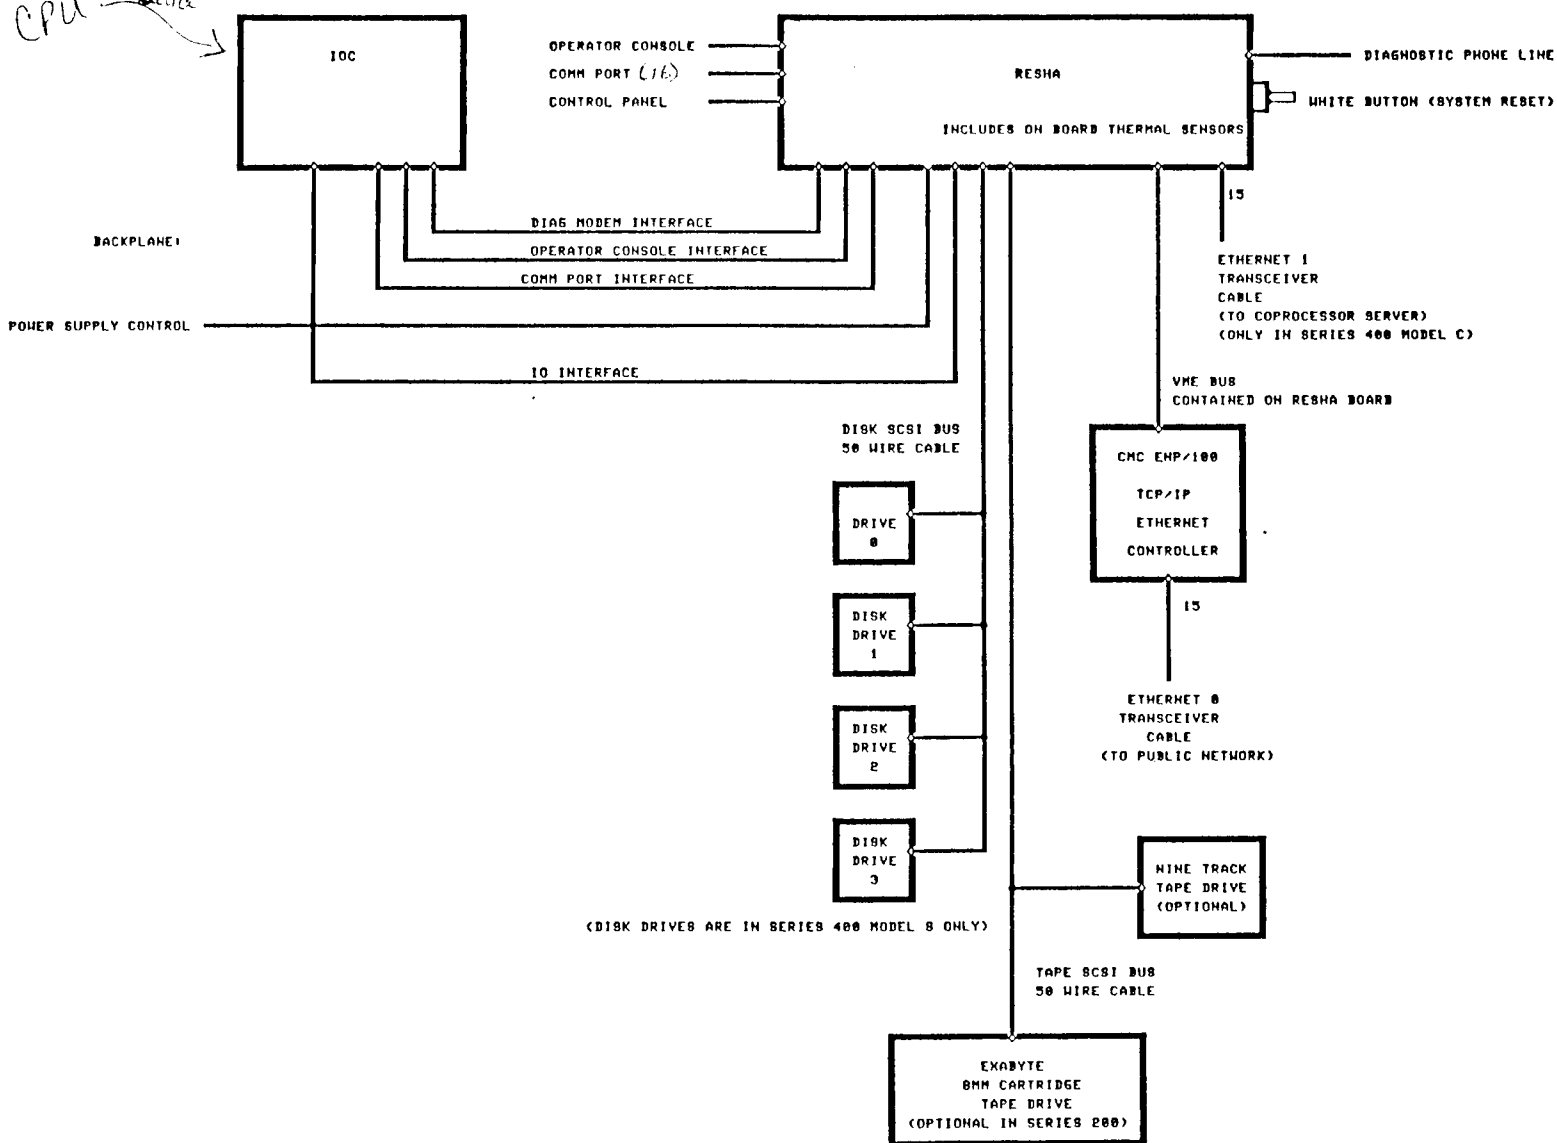 CPU
IOC
OPERATOR CONSOLE
COMM PORT (16)
CONTROL PANEL
RESHA
INCLUDES ON BOARD THERMAL SENSORS
DIAGNOSTIC PHONE LINE
WHITE BUTTON (SYSTEM RESET)
BACKPLANE:
DIAG MODEM INTERFACE
OPERATOR CONSOLE INTERFACE
COMM PORT INTERFACE
POWER SUPPLY CONTROL
IO INTERFACE
15
ETHERNET 1
TRANSCEIVER
CABLE
(TO COPROCESSOR SERVER)
(ONLY IN SERIES 400 MODEL C)
VME BUS
CONTAINED ON RESHA BOARD
DISK SCSI BUS
50 WIRE CABLE
CMC ENP/100
TCP/IP
ETHERNET
CONTROLLER
15
ETHERNET 0
TRANSCEIVER
CABLE
(TO PUBLIC NETWORK)
DRIVE
0
DISK
DRIVE
1
DISK
DRIVE
2
DISK
DRIVE
3
(DISK DRIVES ARE IN SERIES 400 MODEL S ONLY)
NINE TRACK
TAPE DRIVE
(OPTIONAL)
TAPE SCSI BUS
50 WIRE CABLE
EXABYTE
8MM CARTRIDGE
TAPE DRIVE
(OPTIONAL IN SERIES 200)